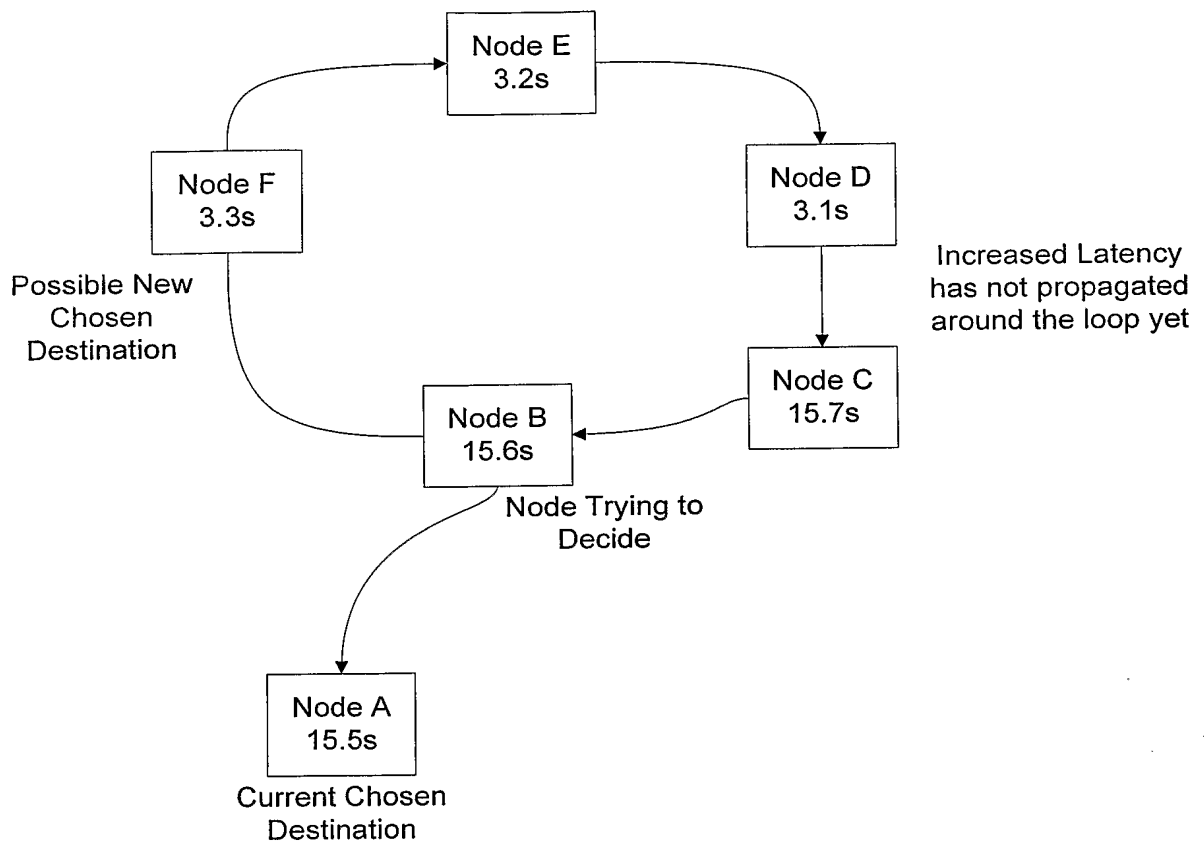 Node E
3.2s
Node F
3.3s
Node D
3.1s
Possible New
Chosen
Destination
Increased Latency
has not propagated
around the loop yet
Node C
15.7s
Node B
15.6s
Node Trying to
Decide
Node A
15.5s
Current Chosen
Destination